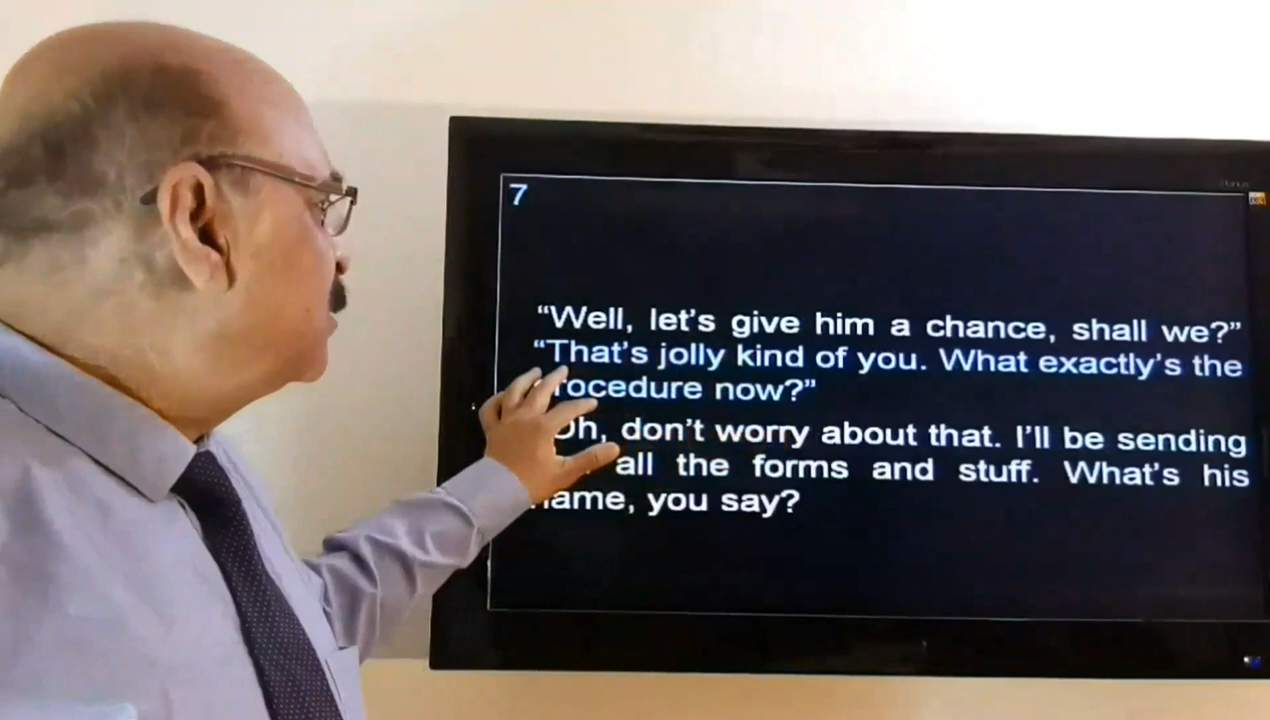 7
“Well, let’s give him a chance, shall we?”
“That’s jolly kind of you. What exactly’s the
rocedure now?”
Oh, don’t worry about that. I’ll be sending
all the forms and stuff. What’s his
name, you say?